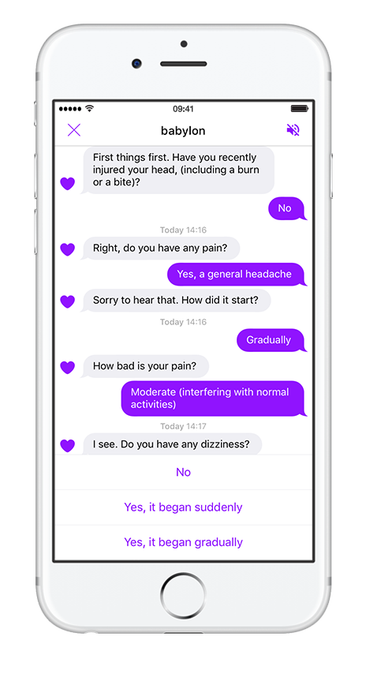 09:41
babylon
First things first. Have you recently
injured your head, (including a burn
or a bite)?
No
Today 14:16
Right, do you have any pain?
Yes, a general headache
Sorry to hear that. How did it start?
Today 14:16
Gradually
How bad is your pain?
Moderate (interfering with normal
activities)
Today 14:17
I see. Do you have any dizziness?
No
Yes, it began suddenly
Yes, it began gradually